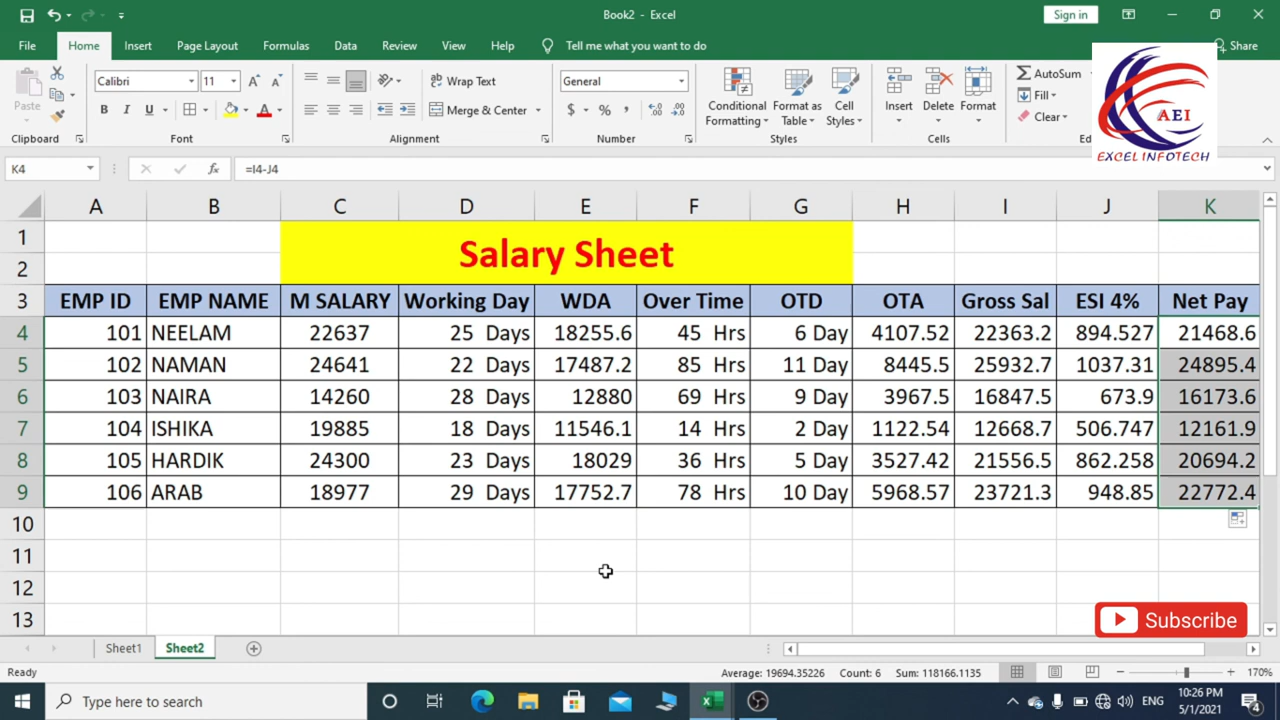 Book2 - Excel
Sign in
File Home Insert Page Layout Formulas Data Review View Help Tell me what you want to do Share
Paste
Clipboard
Calibri 11
B I U
Font
Wrap Text
Merge & Center
Alignment
General
$ % ,
Number
Conditional Formatting
Format as Table
Cell Styles
Styles
Insert Delete Format
Cells
AutoSum
Fill
Clear
AEI
EXCEL INFOTECH
K4 fx =I4-J4
A B C D E F G H I J K
1
2 Salary Sheet
3 EMP ID EMP NAME M SALARY Working Day WDA Over Time OTD OTA Gross Sal ESI 4% Net Pay
4 101 NEELAM 22637 25 Days 18255.6 45 Hrs 6 Day 4107.52 22363.2 894.527 21468.6
5 102 NAMAN 24641 22 Days 17487.2 85 Hrs 11 Day 8445.5 25932.7 1037.31 24895.4
6 103 NAIRA 14260 28 Days 12880 69 Hrs 9 Day 3967.5 16847.5 673.9 16173.6
7 104 ISHIKA 19885 18 Days 11546.1 14 Hrs 2 Day 1122.54 12668.7 506.747 12161.9
8 105 HARDIK 24300 23 Days 18029 36 Hrs 5 Day 3527.42 21556.5 862.258 20694.2
9 106 ARAB 18977 29 Days 17752.7 78 Hrs 10 Day 5968.57 23721.3 948.85 22772.4
10
11
12
13
Subscribe
Sheet1 Sheet2
Ready Average: 19694.35226 Count: 6 Sum: 118166.1135 170%
Type here to search
ENG
10:26 PM
5/1/2021
4